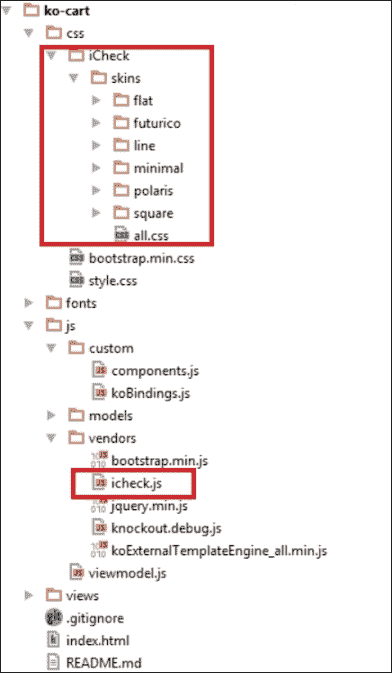 ko-cart
css
iCheck
skins
flat
futurico
line
minimal
polaris
square
all.css
bootstrap.min.css
style.css
fonts
js
custom
components.js
koBindings.js
models
vendors
bootstrap.min.js
icheck.js
jquery.min.js
knockout.debug.js
koExternalTemplateEngine_all.min.js
viewmodel.js
views
.gitignore
index.html
README.md